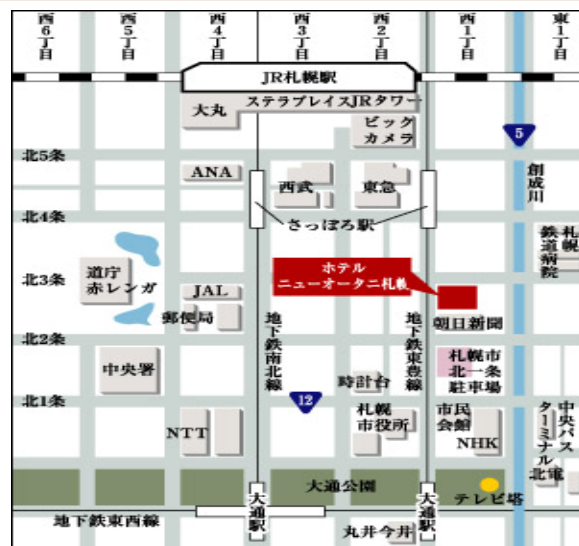 西6丁目
西5丁目
西4丁目
西3丁目
西2丁目
西1丁目
東1丁目
JR札幌駅
大丸
ステラプレイスJRタワー
ビック
カメラ
5
北5条
ANA
西武
東急
創成川
北4条
さっぽろ駅
札幌
鉄道病院
北3条
道庁
赤レンガ
JAL
ホテル
ニューオータニ札幌
郵便局
地下鉄南北線
地下鉄東豊線
朝日新聞
北2条
中央署
時計台
札幌市
北一条
駐車場
北1条
12
NTT
札幌
市役所
市民
会館
NHK
中央バス
ターミナル
北電
大通公園
テレビ塔
大通駅
大通駅
地下鉄東西線
丸井今井